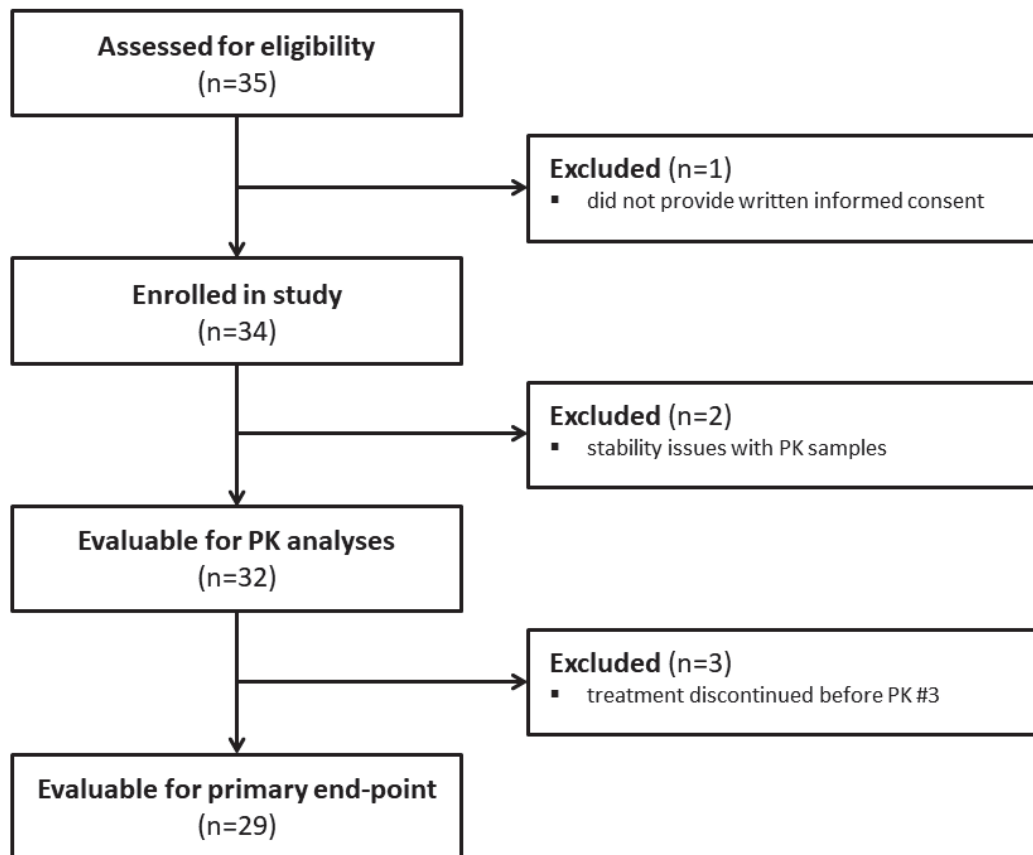 Assessed for eligibility
(n=35)
Excluded (n=1)
▪ did not provide written informed consent
Enrolled in study
(n=34)
Excluded (n=2)
▪ stability issues with PK samples
Evaluable for PK analyses
(n=32)
Excluded (n=3)
▪ treatment discontinued before PK #3
Evaluable for primary end-point
(n=29)